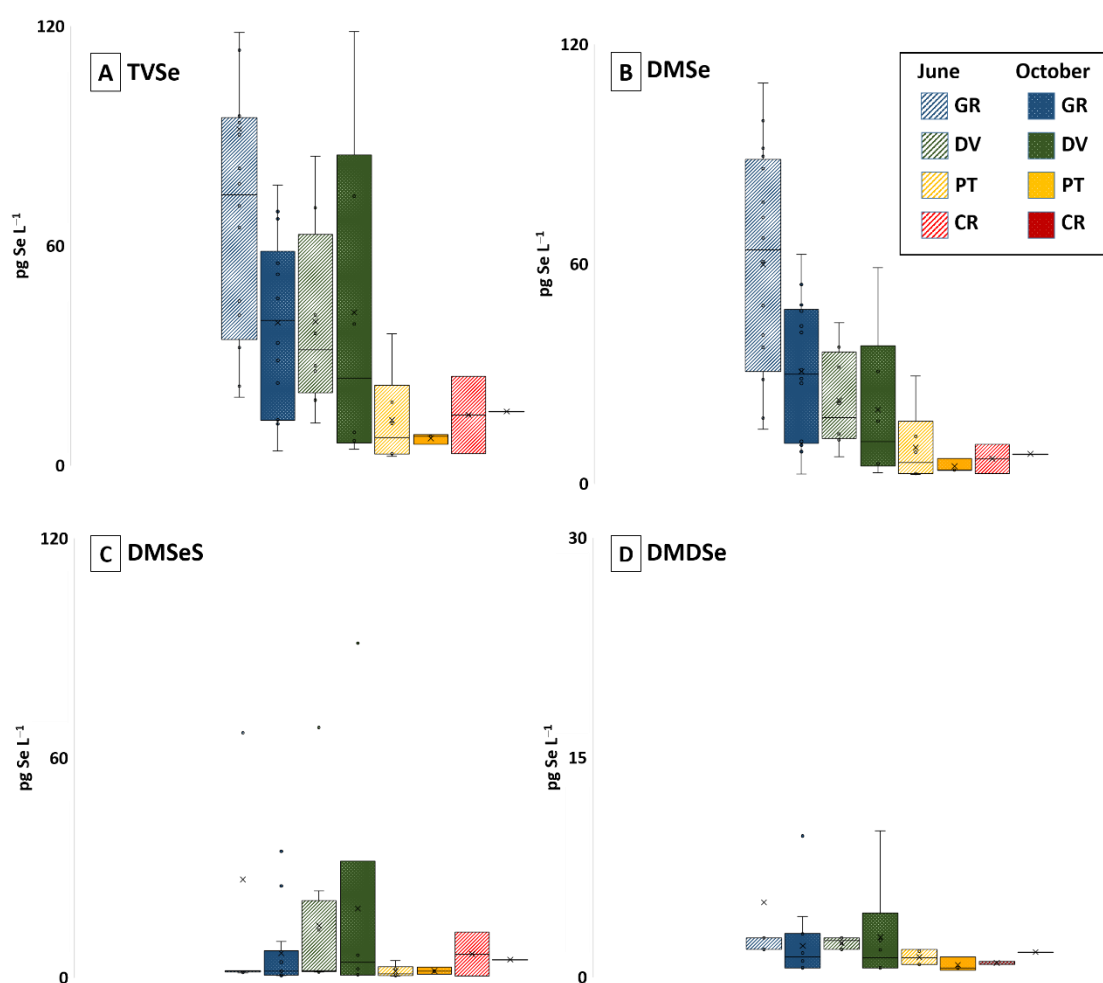 A TVSe
120
60
0
pg Se L⁻¹
B DMSe
120
60
0
pg Se L⁻¹
June October
GR GR
DV DV
PT PT
CR CR
C DMSeS
120
60
0
pg Se L⁻¹
D DMDSe
30
15
0
pg Se L⁻¹